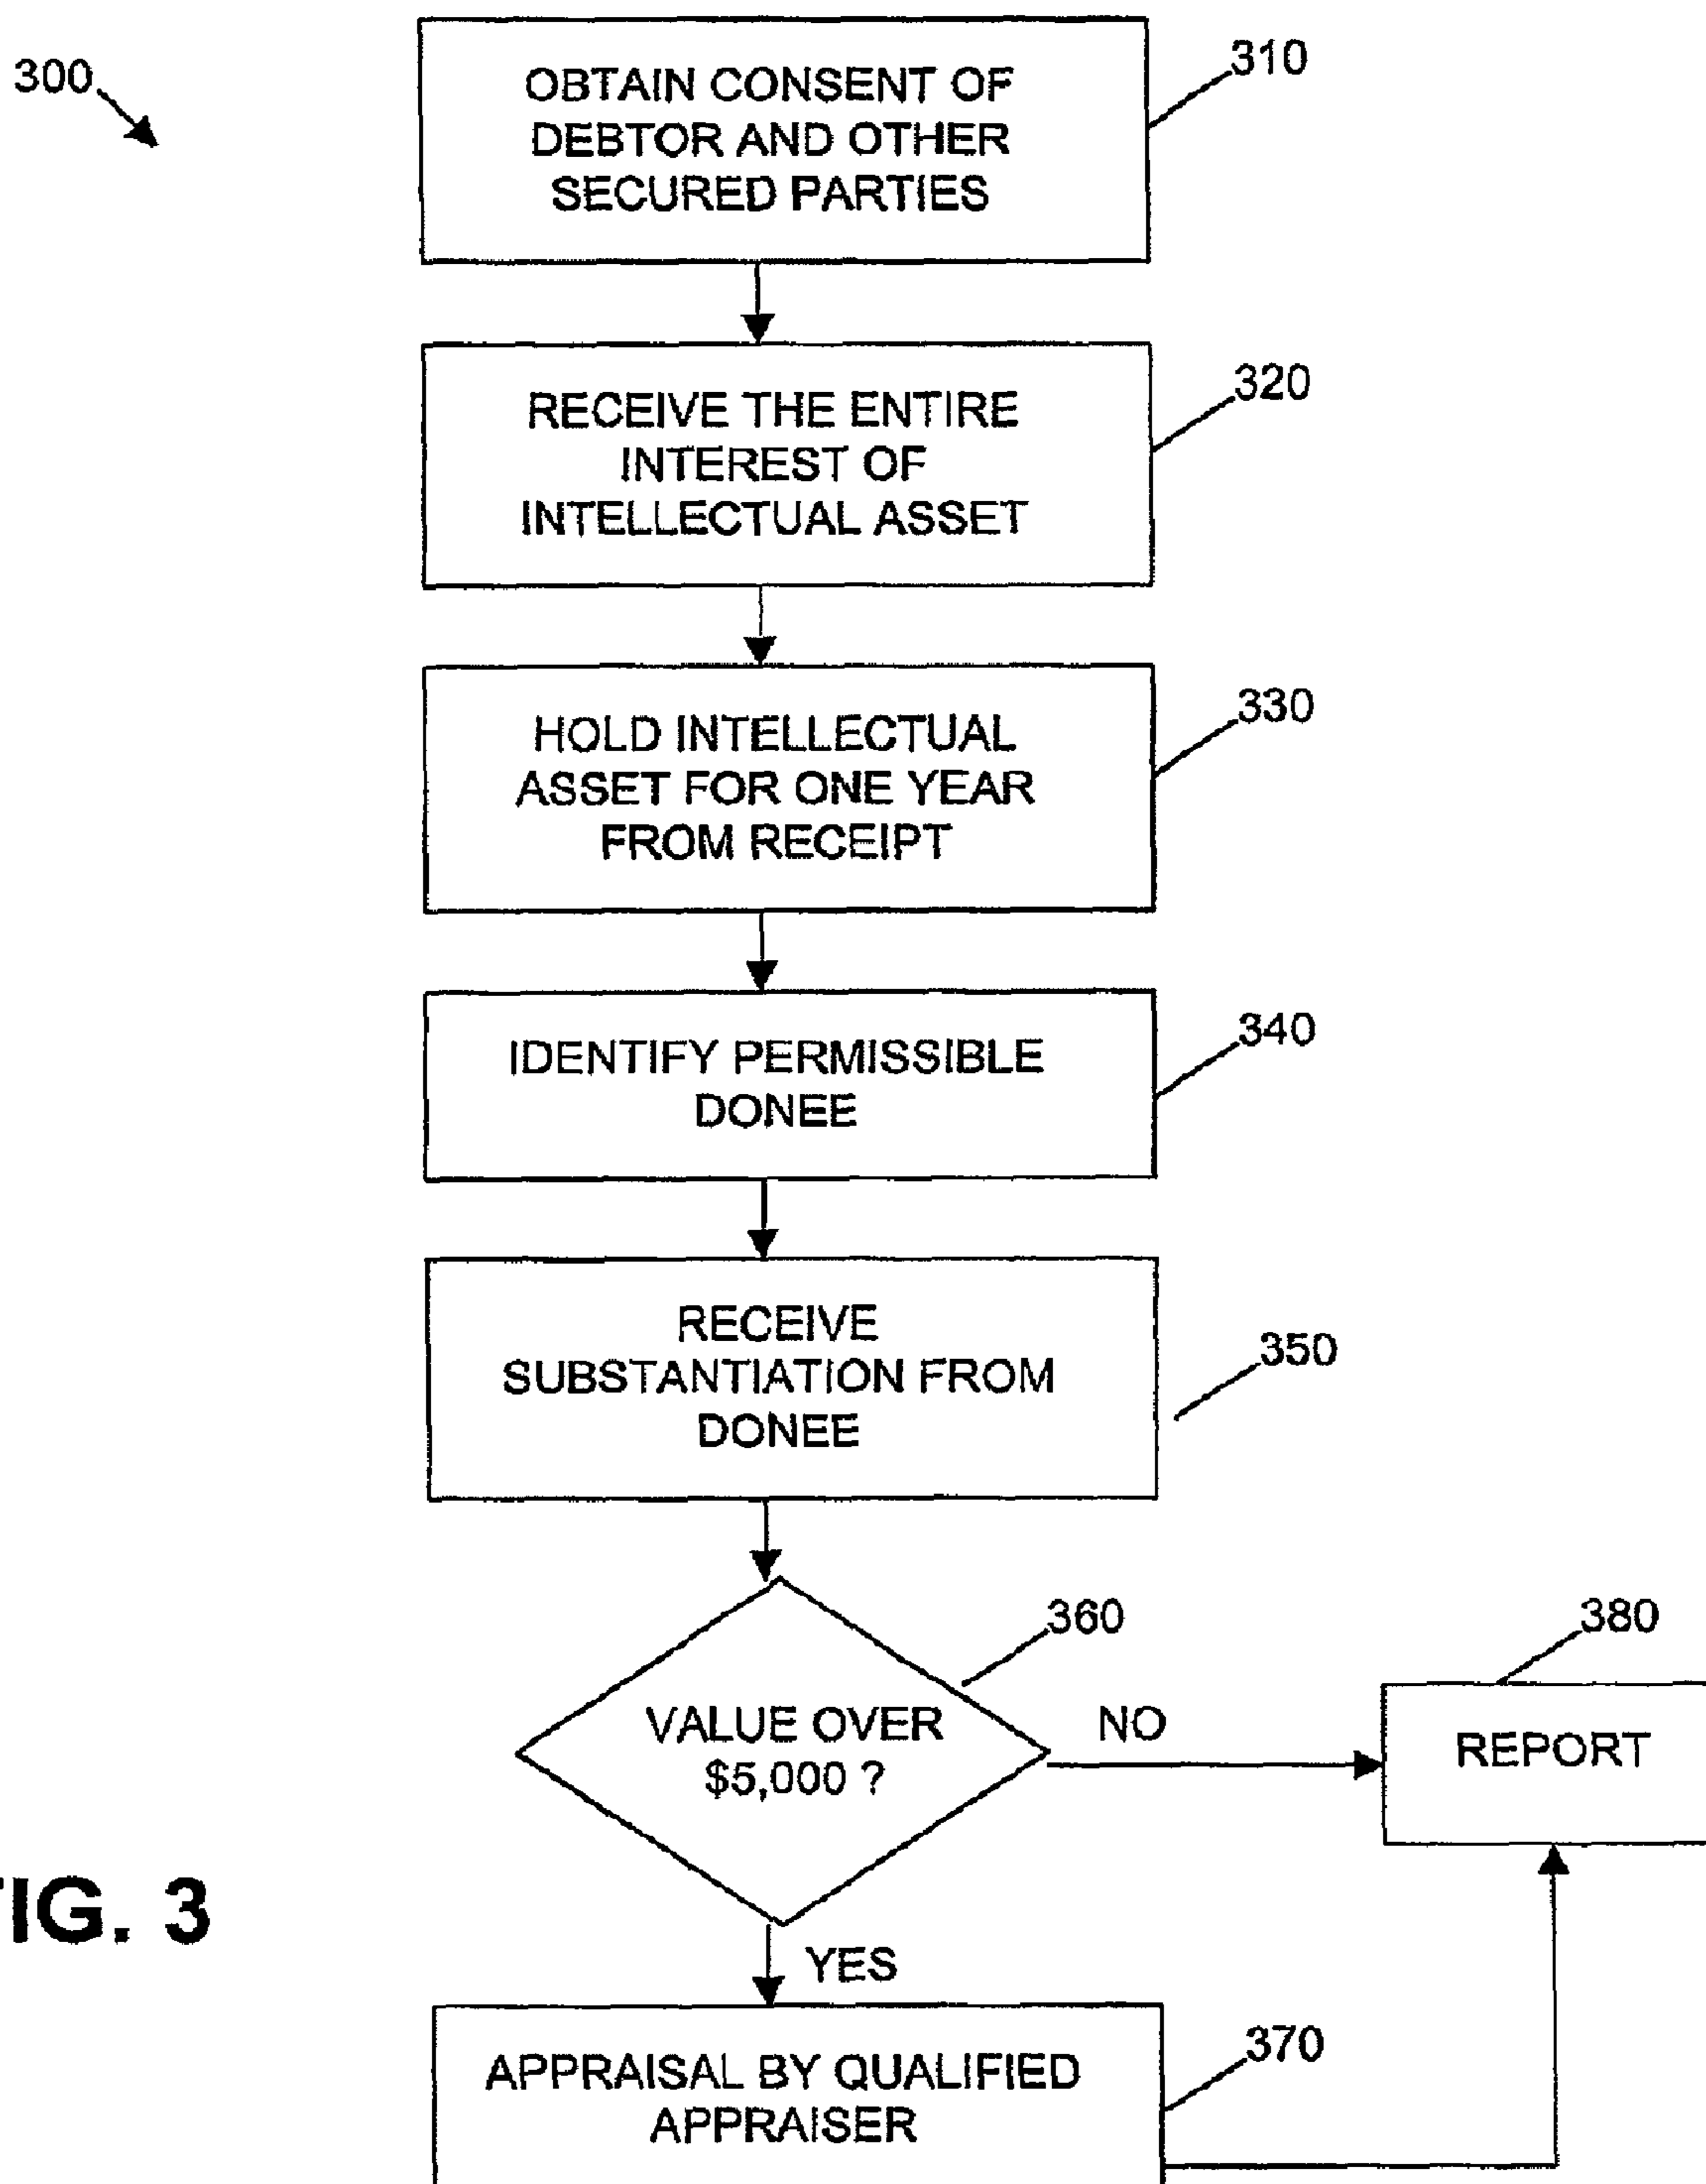 300
OBTAIN CONSENT OF
DEBTOR AND OTHER
SECURED PARTIES
310
RECEIVE THE ENTIRE
INTEREST OF
INTELLECTUAL ASSET
320
HOLD INTELLECTUAL
ASSET FOR ONE YEAR
FROM RECEIPT
330
IDENTIFY PERMISSIBLE
DONEE
340
RECEIVE
SUBSTANTIATION FROM
DONEE
350
VALUE OVER
$5,000 ?
360
NO
REPORT
380
YES
APPRAISAL BY QUALIFIED
APPRAISER
370
FIG. 3